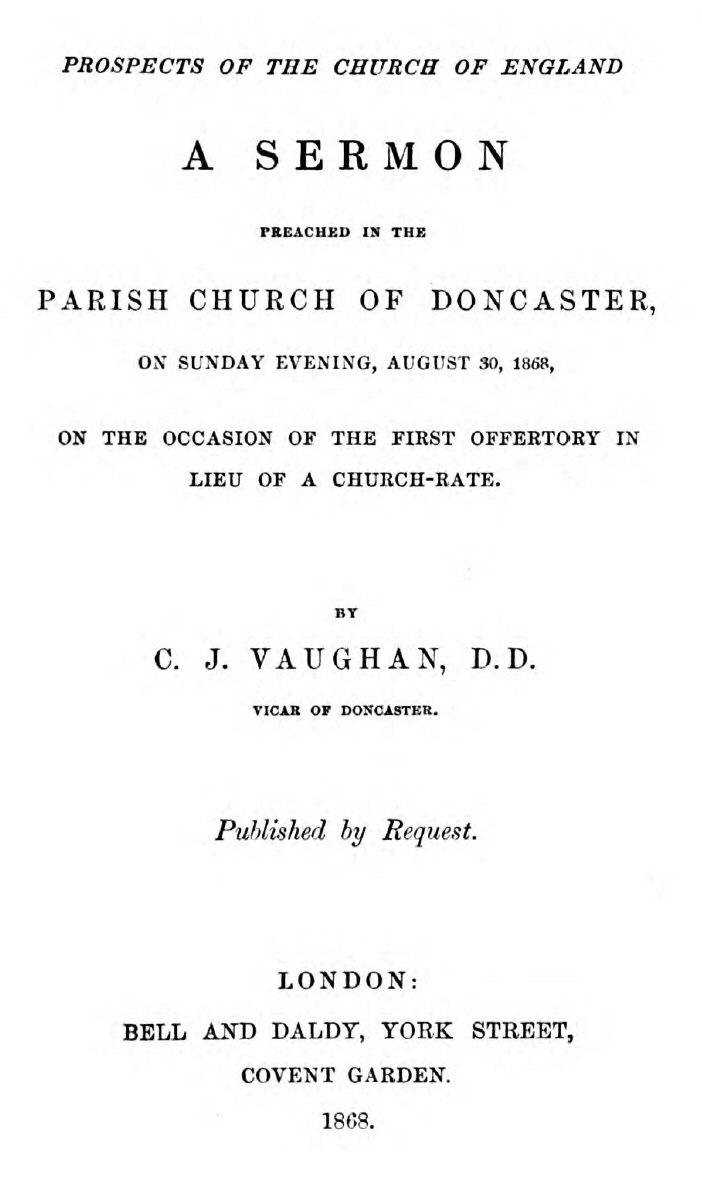 PROSPECTS OF THE CHURCH OF ENGLAND
A SERMON
PREACHED IN THE
PARISH CHURCH OF DONCASTER,
ON SUNDAY EVENING, AUGUST 30, 1868,
ON THE OCCASION OF THE FIRST OFFERTORY IN
LIEU OF A CHURCH-RATE.
BY
C. J. VAUGHAN, D.D.
VICAR OF DONCASTER.
Published by Request.
LONDON:
BELL AND DALDY, YORK STREET,
COVENT GARDEN.
1868.